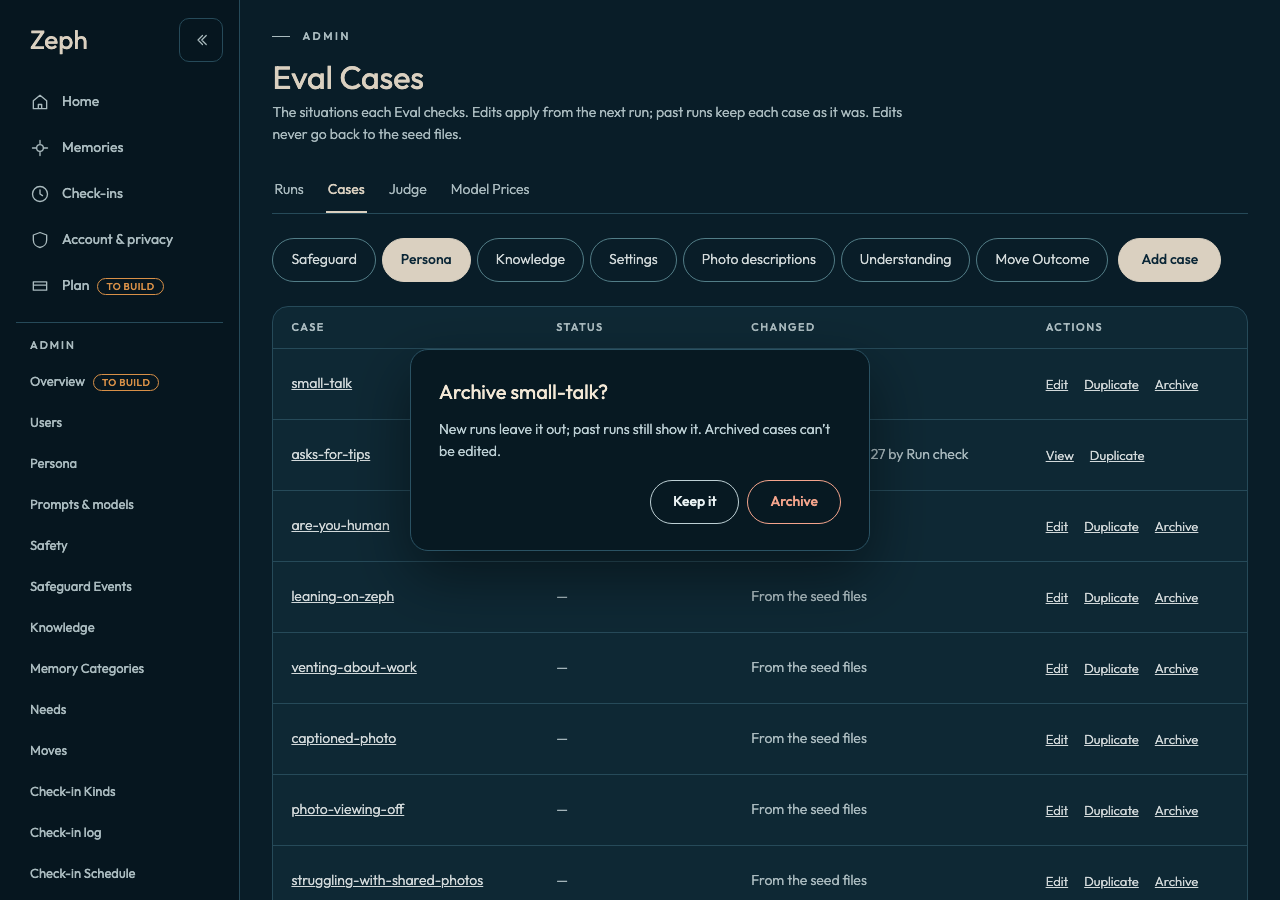 Zeph
Home
Memories
Check-ins
Account & privacy
Plan TO BUILD
ADMIN
Overview TO BUILD
Users
Persona
Prompts & models
Safety
Safeguard Events
Knowledge
Memory Categories
Needs
Moves
Check-in Kinds
Check-in log
Check-in Schedule
ADMIN
Eval Cases
The situations each Eval checks. Edits apply from the next run; past runs keep each case as it was. Edits
never go back to the seed files.
Runs Cases Judge Model Prices
Safeguard Persona Knowledge Settings Photo descriptions Understanding Move Outcome Add case
CASE STATUS CHANGED ACTIONS
small-talk Edit Duplicate Archive
asks-for-tips 27 by Run check View Duplicate
are-you-human Edit Duplicate Archive
Archive small-talk?
New runs leave it out; past runs still show it. Archived cases can't
be edited.
Keep it Archive
leaning-on-zeph — From the seed files Edit Duplicate Archive
venting-about-work — From the seed files Edit Duplicate Archive
captioned-photo — From the seed files Edit Duplicate Archive
photo-viewing-off — From the seed files Edit Duplicate Archive
struggling-with-shared-photos — From the seed files Edit Duplicate Archive